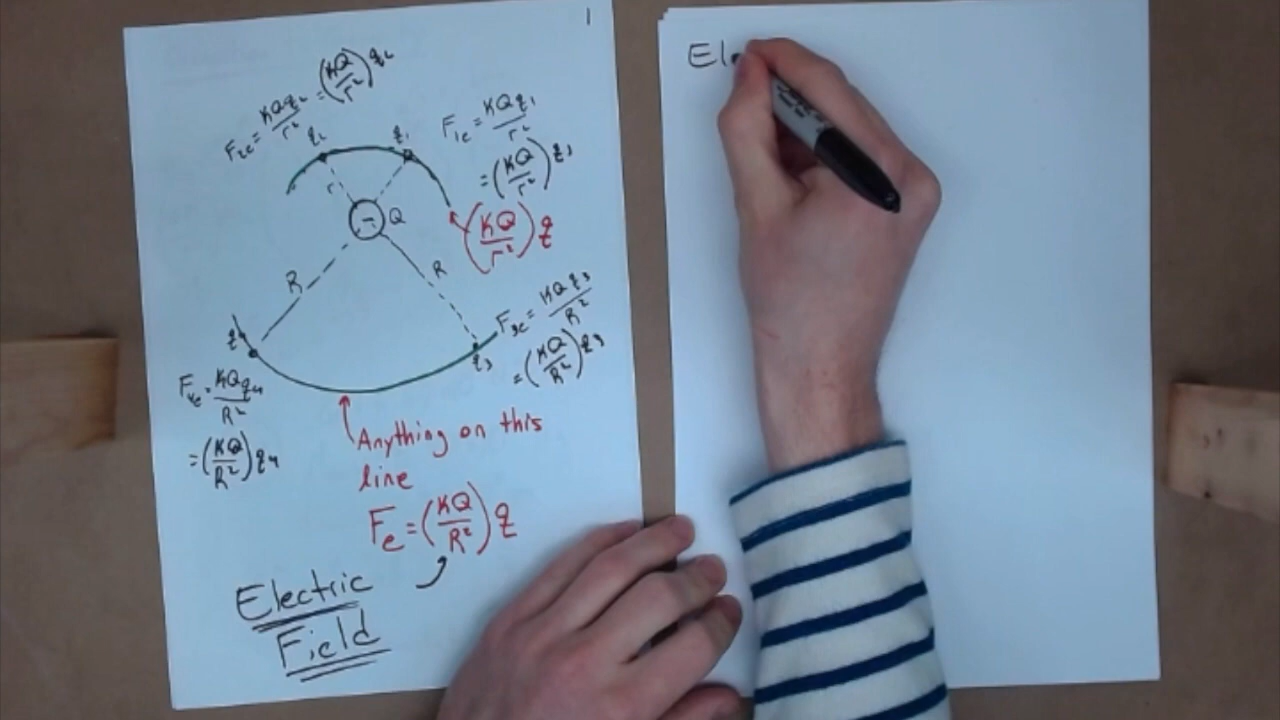 1
F₂e = KQq₂/r² = (KQ/r²)q₂
q₂
q₁
F₁e = KQq₁/r²
= (KQ/r²)q₁
r
- Q
(KQ/r²)q
R
R
F₃e = KQq₃/R²
= (KQ/R²)q₃
q₃
F₄e = KQq₄/R²
= (KQ/R²)q₄
Anything on this
line
Fe = (KQ/R²)q
Electric
Field
Ele